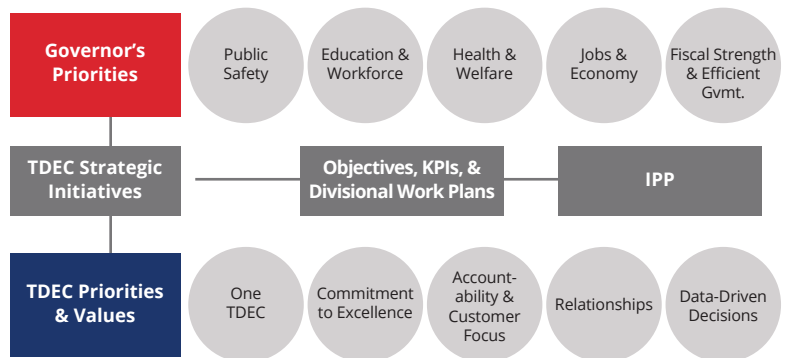 Governor's
Priorities
Public
Safety
Education &
Workforce
Health &
Welfare
Jobs &
Economy
Fiscal Strength
& Efficient
Gvmt.
TDEC Strategic
Initiatives
Objectives, KPIs, &
Divisional Work Plans
IPP
TDEC Priorities
& Values
One
TDEC
Commitment
to Excellence
Account-
ability &
Customer
Focus
Relationships
Data-Driven
Decisions